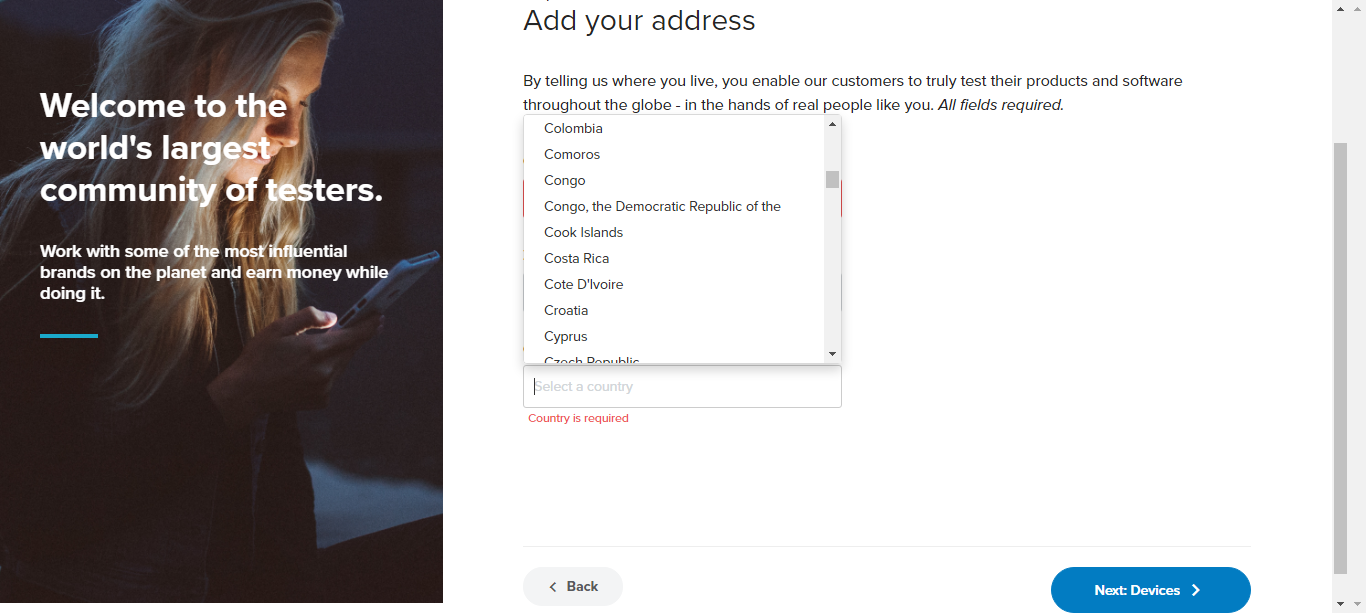 Welcome to the
world's largest
community of testers.
Work with some of the most influential
brands on the planet and earn money while
doing it.
Add your address
By telling us where you live, you enable our customers to truly test their products and software
throughout the globe - in the hands of real people like you. All fields required.
Colombia
Comoros
Congo
Congo, the Democratic Republic of the
Cook Islands
Costa Rica
Cote D'Ivoire
Croatia
Cyprus
Czech Republic
Select a country
Country is required
Back
Next: Devices